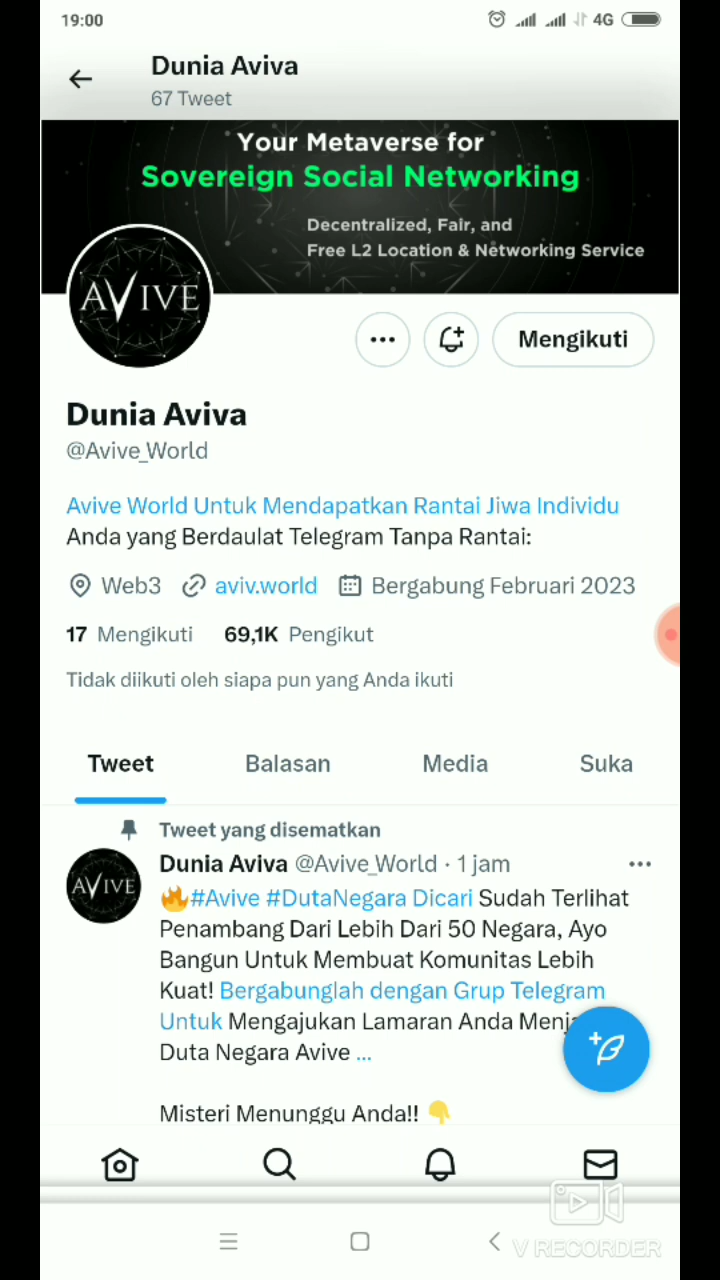 19:00
4G
Dunia Aviva
67 Tweet
Your Metaverse for
Sovereign Social Networking
Decentralized, Fair, and
Free L2 Location & Networking Service
AVIVE
Mengikuti
Dunia Aviva
@Avive_World
Avive World Untuk Mendapatkan Rantai Jiwa Individu
Anda yang Berdaulat Telegram Tanpa Rantai:
Web3 aviv.world Bergabung Februari 2023
17 Mengikuti 69,1K Pengikut
Tidak diikuti oleh siapa pun yang Anda ikuti
Tweet Balasan Media Suka
Tweet yang disematkan
AVIVE
Dunia Aviva @Avive_World · 1 jam
🔥#Avive #DutaNegara Dicari Sudah Terlihat
Penambang Dari Lebih Dari 50 Negara, Ayo
Bangun Untuk Membuat Komunitas Lebih
Kuat! Bergabunglah dengan Grup Telegram
Untuk Mengajukan Lamaran Anda
Duta Negara Avive ...
Misteri Menunggu Anda!! 👇
V RECORDER